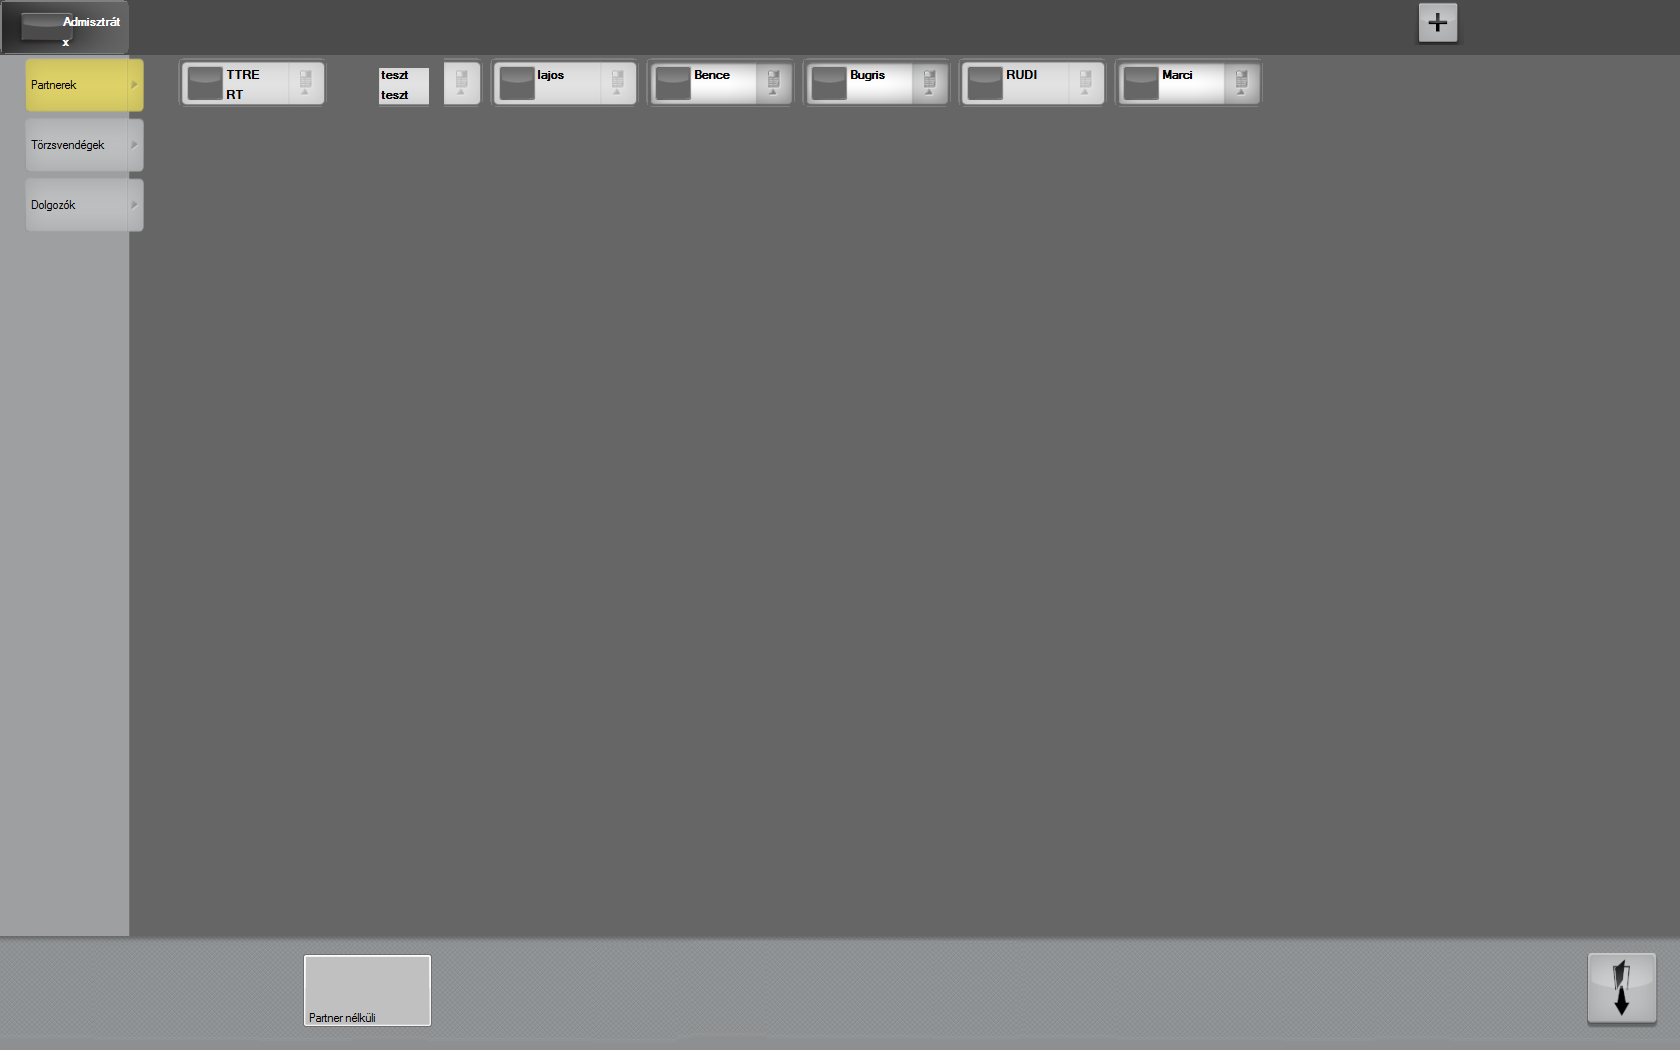 Admisztrát
x
Partnerek
Törzsvendégek
Dolgozók
TTRE
RT
teszt
teszt
lajos
Bence
Bugris
RUDI
Marci
Partner nélküli